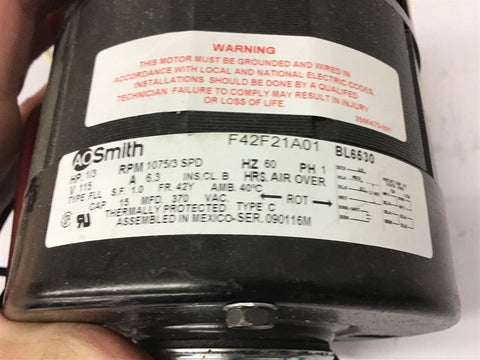 WARNING
THIS MOTOR MUST BE GROUNDED AND WIRED IN
ACCORDANCE WITH LOCAL AND NATIONAL ELECTRIC CODES.
INSTALLATIONS SHOULD BE DONE BY A QUALIFIED
TECHNICIAN. FAILURE TO COMPLY MAY RESULT IN INJURY
OR LOSS OF LIFE.
2506473-001
AOSmith F42F21A01 BL6530
HP 1/3 RPM 1075/3 SPD HZ 60 PH 1
V 115 A 6.3 INS.CL.B HRS. AIR OVER
TYPE FLL S.F. 1.0 FR. 42Y AMB. 40°C
CAP 15 MFD. 370 VAC. ROT
THERMALLY PROTECTED TYPE C
ASSEMBLED IN MEXICO-SER. 090116M